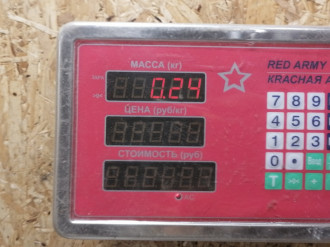 МАССА (кг)
0.24
RED ARMY
КРАСНАЯ А
ЦЕНА (руб/кг)
7 8 9
4 5 6
1 2 3
0 •
СТОИМОСТЬ (руб)
T